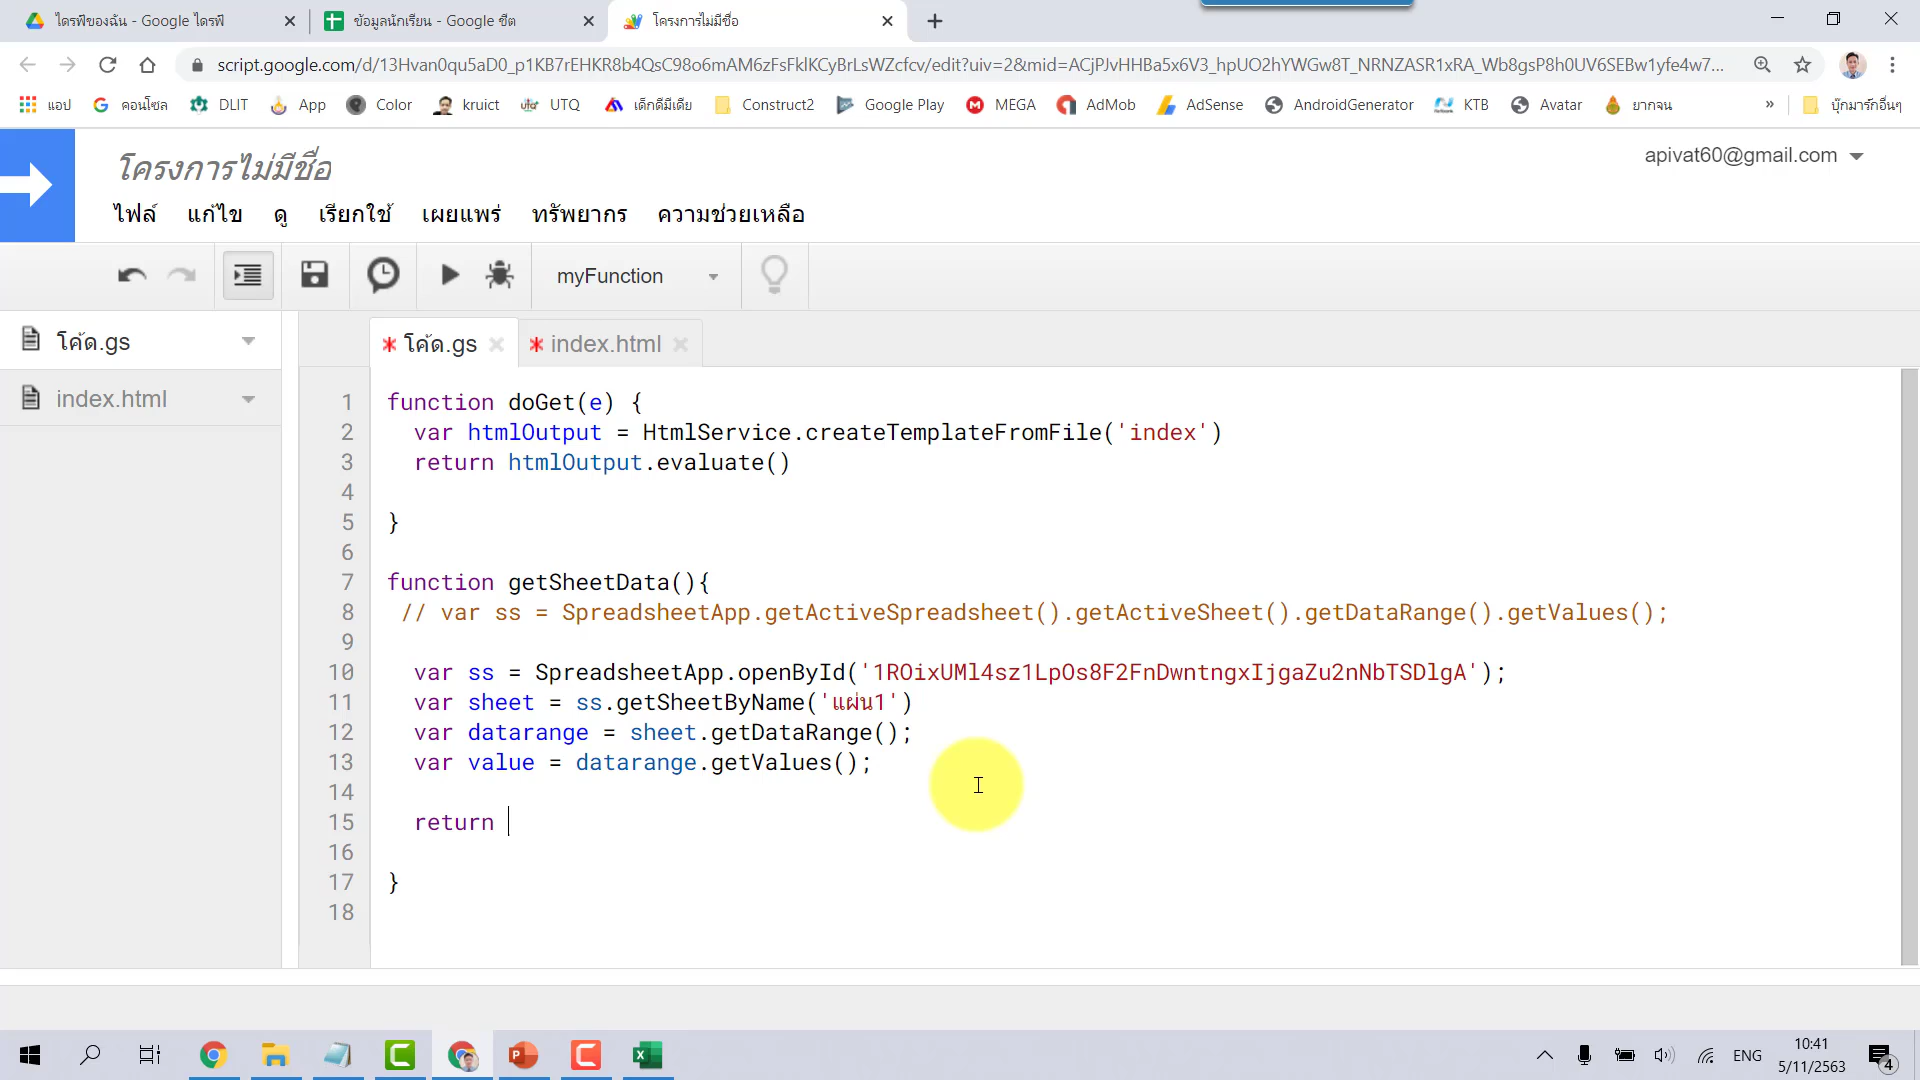 ไดรฟ์ของฉัน - Google ไดรฟ์
ข้อมูลนักเรียน - Google ชีต
โครงการไม่มีชื่อ
script.google.com/d/13Hvan0qu5aD0_p1KB7rEHKR8b4QsC98o6mAM6zFsFklKCyBrLsWZcfcv/edit?uiv=2&mid=ACjPJvHHBa5x6V3_hpUO2hYWGw8T_NRNZASR1xRA_Wb8gsP8h0UV6SEBw1yfe4w7...
แอป
คอนโซล
DLIT
App
Color
kruict
UTQ
เด็กดีมีเดีย
Construct2
Google Play
MEGA
AdMob
AdSense
AndroidGenerator
KTB
Avatar
ยากจน
»
บุ๊กมาร์กอื่นๆ
โครงการไม่มีชื่อ
apivat60@gmail.com
ไฟล์ แก้ไข ดู เรียกใช้ เผยแพร่ ทรัพยากร ความช่วยเหลือ
myFunction
โค้ด.gs
index.html
* โค้ด.gs
* index.html
1 function doGet(e) {
2 var htmlOutput = HtmlService.createTemplateFromFile('index')
3 return htmlOutput.evaluate()
4
5 }
6
7 function getSheetData(){
8 // var ss = SpreadsheetApp.getActiveSpreadsheet().getActiveSheet().getDataRange().getValues();
9
10 var ss = SpreadsheetApp.openById('1ROixUMl4sz1LpOs8F2FnDwntngxIjgaZu2nNbTSDlgA');
11 var sheet = ss.getSheetByName('แผ่น1')
12 var datarange = sheet.getDataRange();
13 var value = datarange.getValues();
14
15 return
16
17 }
18
ENG
10:41
5/11/2563
4